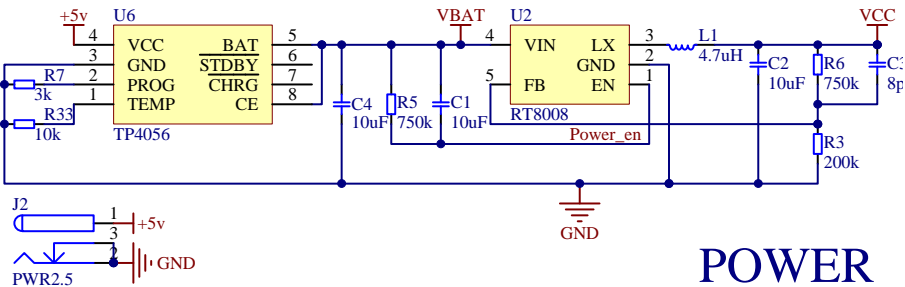 +5v
U6
VBAT
U2
VCC
4 VCC BAT 5
3 GND STDBY 6
2 PROG CHRG 7
1 TEMP CE 8
TP4056
R7
3k
R33
10k
C4
10uF
R5
750k
C1
10uF
4 VIN LX 3
GND 2
5 FB EN 1
RT8008
Power_en
L1
4.7uH
C2
10uF
R6
750k
C3
8p
R3
200k
GND
J2
1
+5v
3
2
GND
PWR2.5
POWER